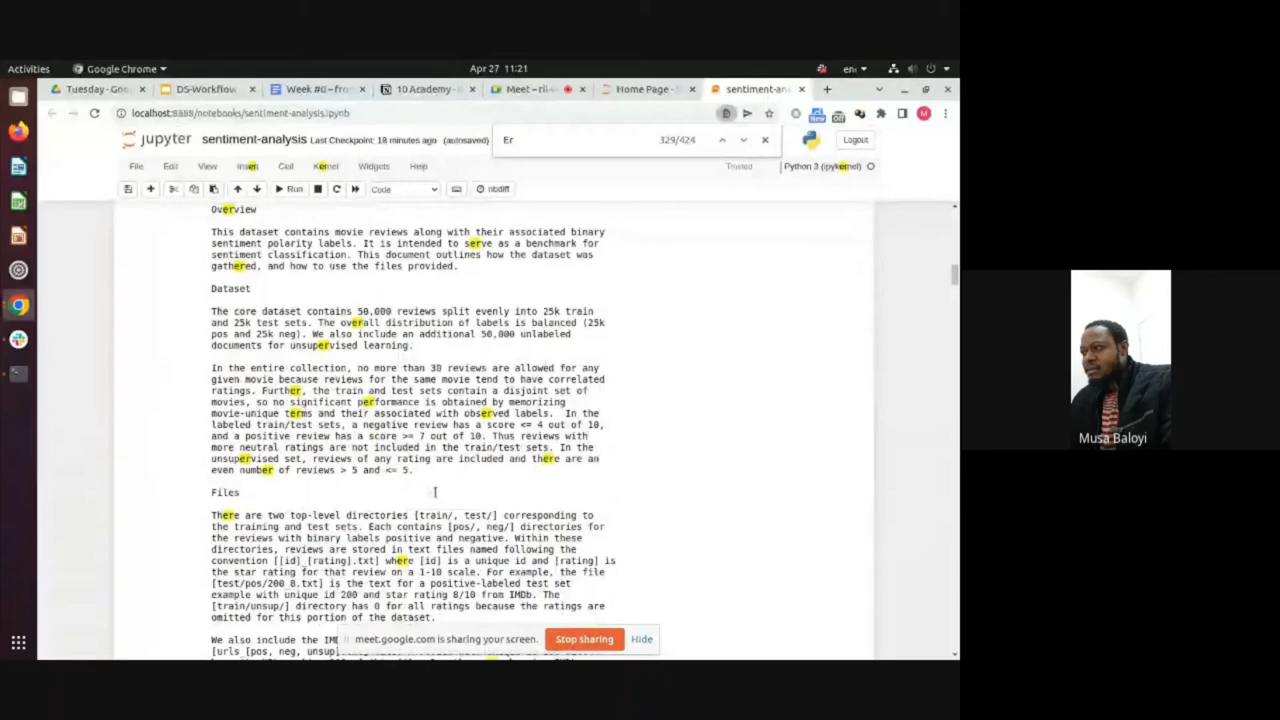 Activities
Google Chrome
Apr 27 11:21
en
Tuesday - Goo
DS-Workflow
Week #0 – fro
10 Academy -
Meet – ril
Home Page - S
sentiment-ana
localhost:8888/notebooks/sentiment-analysis.ipynb
New
Off
M
jupyter sentiment-analysis Last Checkpoint: 18 minutes ago (autosaved)
Er
329/424
Logout
File Edit View Insert Cell Kernel Widgets Help
Trusted
Python 3 (ipykernel)
Run
Code
nbdiff
Overview
This dataset contains movie reviews along with their associated binary
sentiment polarity labels. It is intended to serve as a benchmark for
sentiment classification. This document outlines how the dataset was
gathered, and how to use the files provided.
Dataset
The core dataset contains 50,000 reviews split evenly into 25k train
and 25k test sets. The overall distribution of labels is balanced (25k
pos and 25k neg). We also include an additional 50,000 unlabeled
documents for unsupervised learning.
In the entire collection, no more than 30 reviews are allowed for any
given movie because reviews for the same movie tend to have correlated
ratings. Further, the train and test sets contain a disjoint set of
movies, so no significant performance is obtained by memorizing
movie-unique terms and their associated with observed labels. In the
labeled train/test sets, a negative review has a score <= 4 out of 10,
and a positive review has a score >= 7 out of 10. Thus reviews with
more neutral ratings are not included in the train/test sets. In the
unsupervised set, reviews of any rating are included and there are an
even number of reviews > 5 and <= 5.
Files
There are two top-level directories [train/, test/] corresponding to
the training and test sets. Each contains [pos/, neg/] directories for
the reviews with binary labels positive and negative. Within these
directories, reviews are stored in text files named following the
convention [[id]_[rating].txt] where [id] is a unique id and [rating] is
the star rating for that review on a 1-10 scale. For example, the file
[test/pos/200_8.txt] is the text for a positive-labeled test set
example with unique id 200 and star rating 8/10 from IMDb. The
[train/unsup/] directory has 0 for all ratings because the ratings are
omitted for this portion of the dataset.
We also include the IM
[urls_[pos, neg, unsup
meet.google.com is sharing your screen.
Stop sharing
Hide
Musa Baloyi